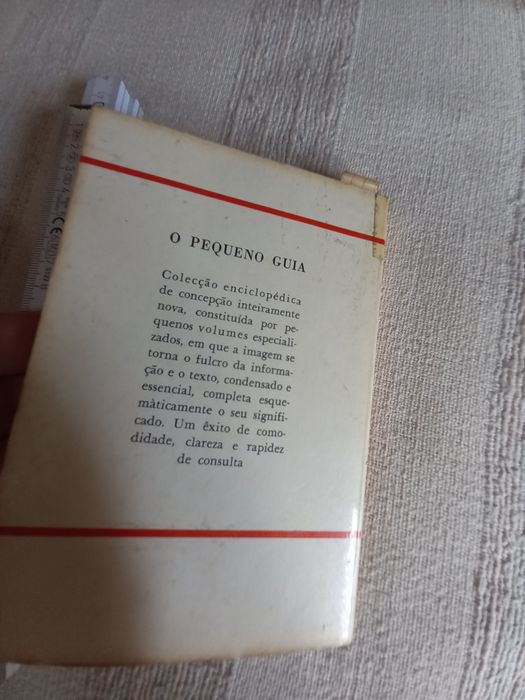 O PEQUENO GUIA
Colecção enciclopédica
de concepção inteiramente
nova, constituída por pe-
quenos volumes especiali-
zados, em que a imagem se
torna o fulcro da informa-
ção e o texto, condensado e
essencial, completa esque-
màticamente o seu signifi-
cado. Um êxito de como-
didade, clareza e rapidez
de consulta